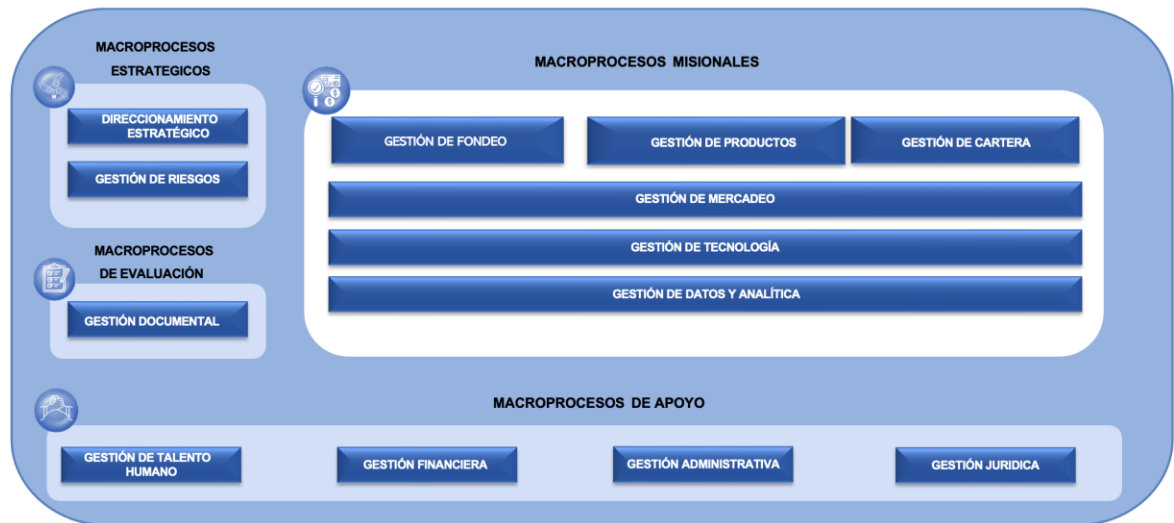 MACROPROCESOS
ESTRATEGICOS
DIRECCIONAMIENTO
ESTRATÉGICO
GESTIÓN DE RIESGOS
MACROPROCESOS
DE EVALUACIÓN
GESTIÓN DOCUMENTAL
MACROPROCESOS MISIONALES
GESTIÓN DE FONDEO
GESTIÓN DE PRODUCTOS
GESTIÓN DE CARTERA
GESTIÓN DE MERCADEO
GESTIÓN DE TECNOLOGÍA
GESTIÓN DE DATOS Y ANALÍTICA
MACROPROCESOS DE APOYO
GESTIÓN DE TALENTO
HUMANO
GESTIÓN FINANCIERA
GESTIÓN ADMINISTRATIVA
GESTIÓN JURIDICA